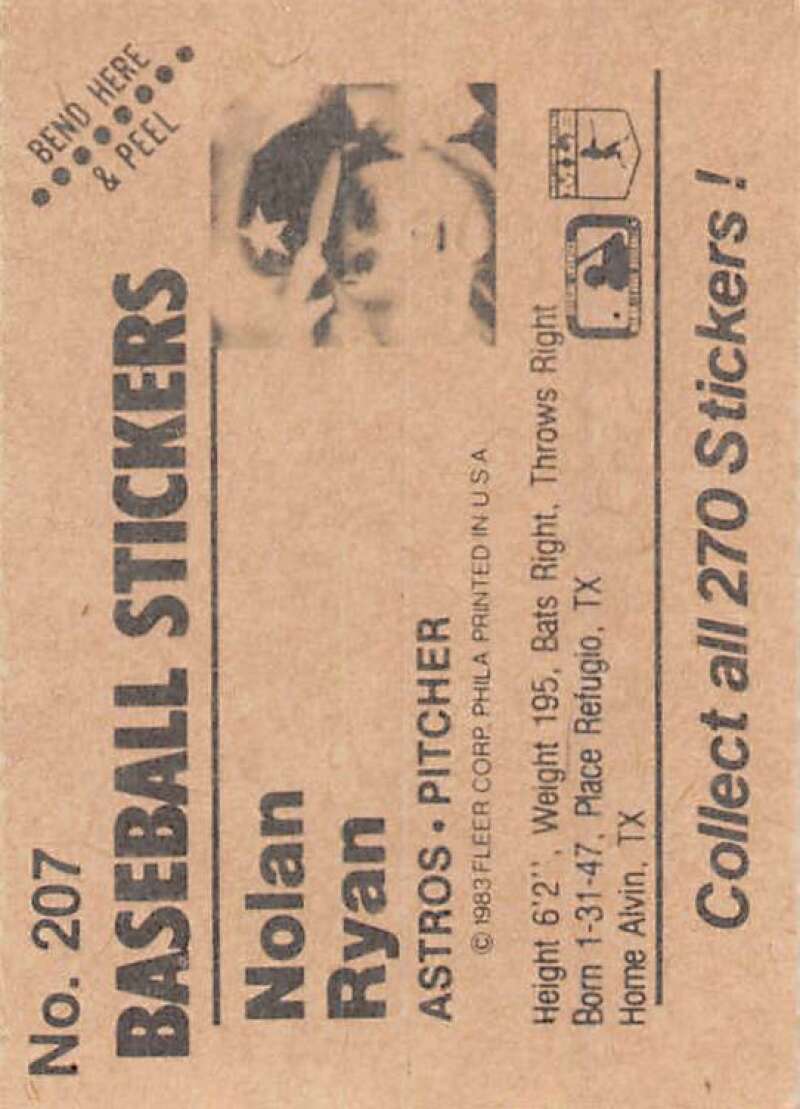 No. 207
BEND HERE
& PEEL
BASEBALL STICKERS
Nolan
Ryan
ASTROS • PITCHER
© 1983 FLEER CORP. PHILA PRINTED IN U S A
Height 6'2'', Weight 195, Bats Right, Throws Right
Born 1-31-47, Place Refugio, TX
Home Alvin, TX
Collect all 270 Stickers!